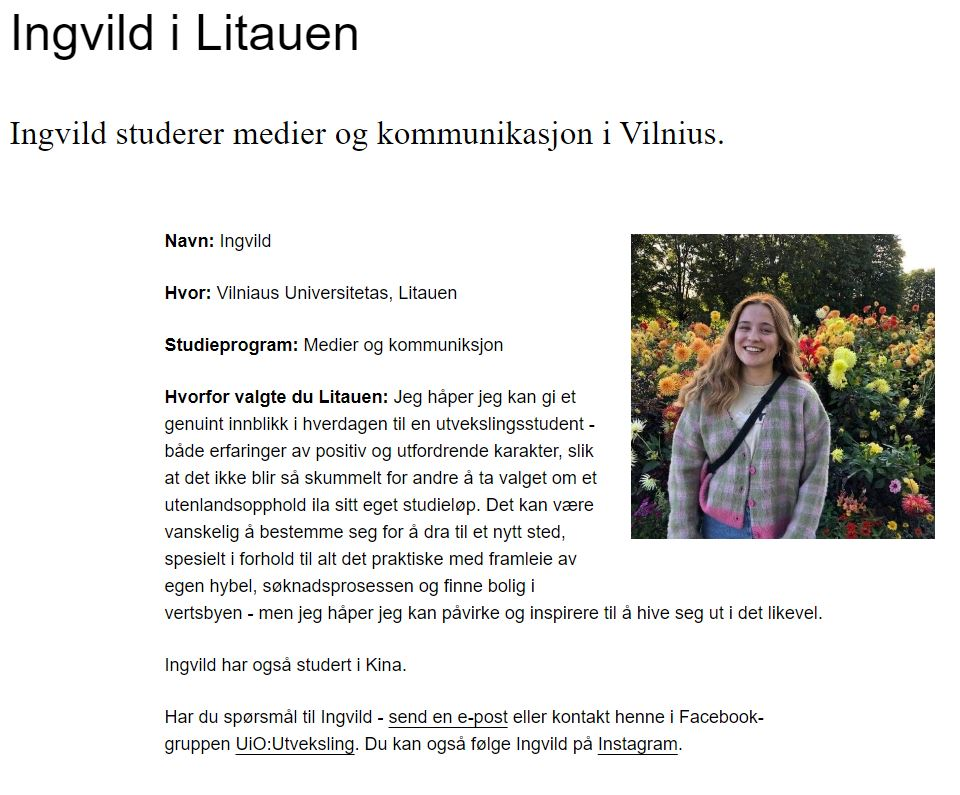 Ingvild i Litauen
Ingvild studerer medier og kommunikasjon i Vilnius.
Navn: Ingvild
Hvor: Vilniaus Universitetas, Litauen
Studieprogram: Medier og kommuniksjon
Hvorfor valgte du Litauen: Jeg håper jeg kan gi et
genuint innblikk i hverdagen til en utvekslingsstudent -
både erfaringer av positiv og utfordrende karakter, slik
at det ikke blir så skummelt for andre å ta valget om et
utenlandsopphold ila sitt eget studieløp. Det kan være
vanskelig å bestemme seg for å dra til et nytt sted,
spesielt i forhold til alt det praktiske med framleie av
egen hybel, søknadsprosessen og finne bolig i
vertsbyen - men jeg håper jeg kan påvirke og inspirere til å hive seg ut i det likevel.
Ingvild har også studert i Kina.
Har du spørsmål til Ingvild - send en e-post eller kontakt henne i Facebook-
gruppen UiO:Utveksling. Du kan også følge Ingvild på Instagram.